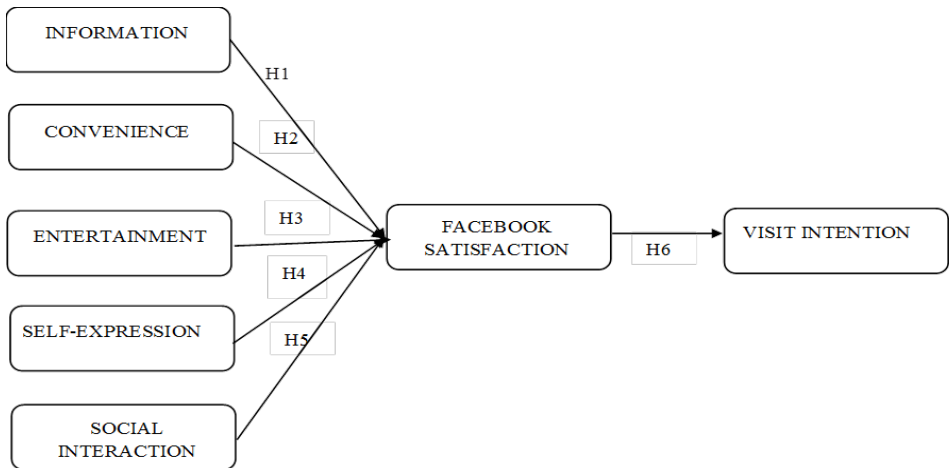 INFORMATION
H1
CONVENIENCE
H2
ENTERTAINMENT
H3
FACEBOOK
SATISFACTION
H6
VISIT INTENTION
H4
SELF-EXPRESSION
H5
SOCIAL
INTERACTION